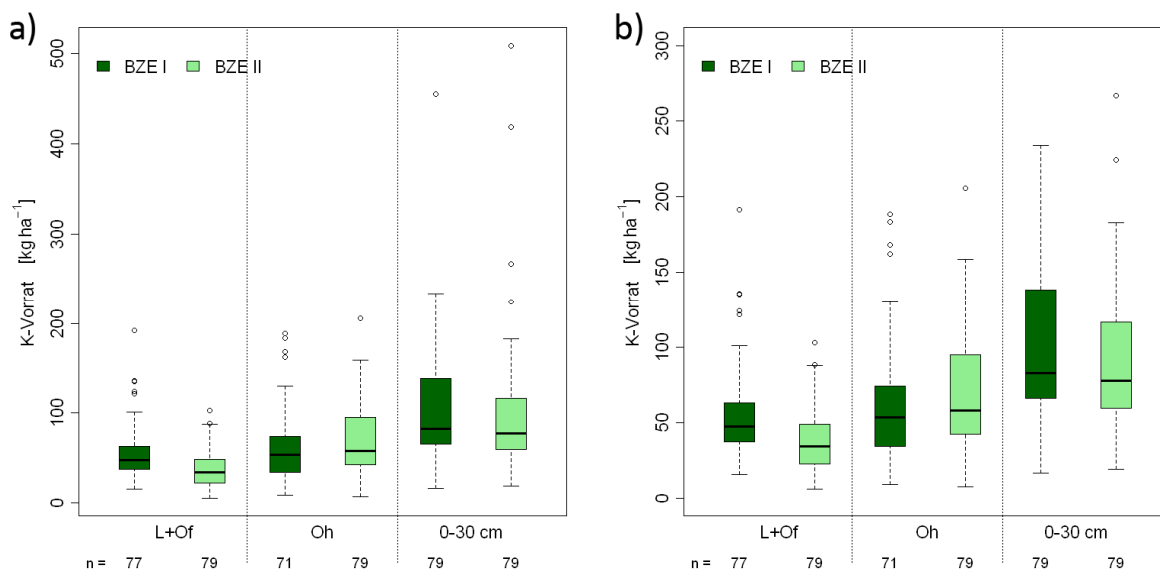 a)
BZE I BZE II
K-Vorrat [kg ha⁻¹]
500
400
300
200
100
0
L+Of Oh 0-30 cm
n = 77 79 71 79 79 79
b)
BZE I BZE II
K-Vorrat [kg ha⁻¹]
300
250
200
150
100
50
0
L+Of Oh 0-30 cm
n = 77 79 71 79 79 79